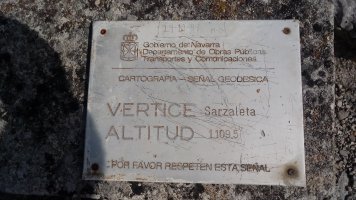 Gobierno de Navarra
Departamento de Obras Públicas
Transportes y Comunicaciones
CARTOGRAFIA - SEÑAL GEODESICA
VERTICE Sarzaleta
ALTITUD 1109,5
POR FAVOR RESPETEN ESTA SEÑAL